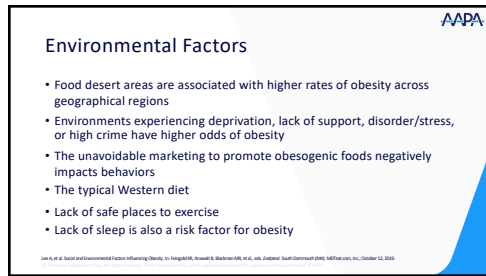 AAPA
Environmental Factors
• Food desert areas are associated with higher rates of obesity across
geographical regions
• Environments experiencing deprivation, lack of support, disorder/stress,
or high crime have higher odds of obesity
• The unavoidable marketing to promote obesogenic foods negatively
impacts behaviors
• The typical Western diet
• Lack of safe places to exercise
• Lack of sleep is also a risk factor for obesity
Lee A, et al. Social and Environmental Factors Influencing Obesity. In: Feingold KR, Anawalt B, Blackman MR, et al., eds. Endotext. South Dartmouth (MA): MDText.com, Inc.; October 12, 2019.